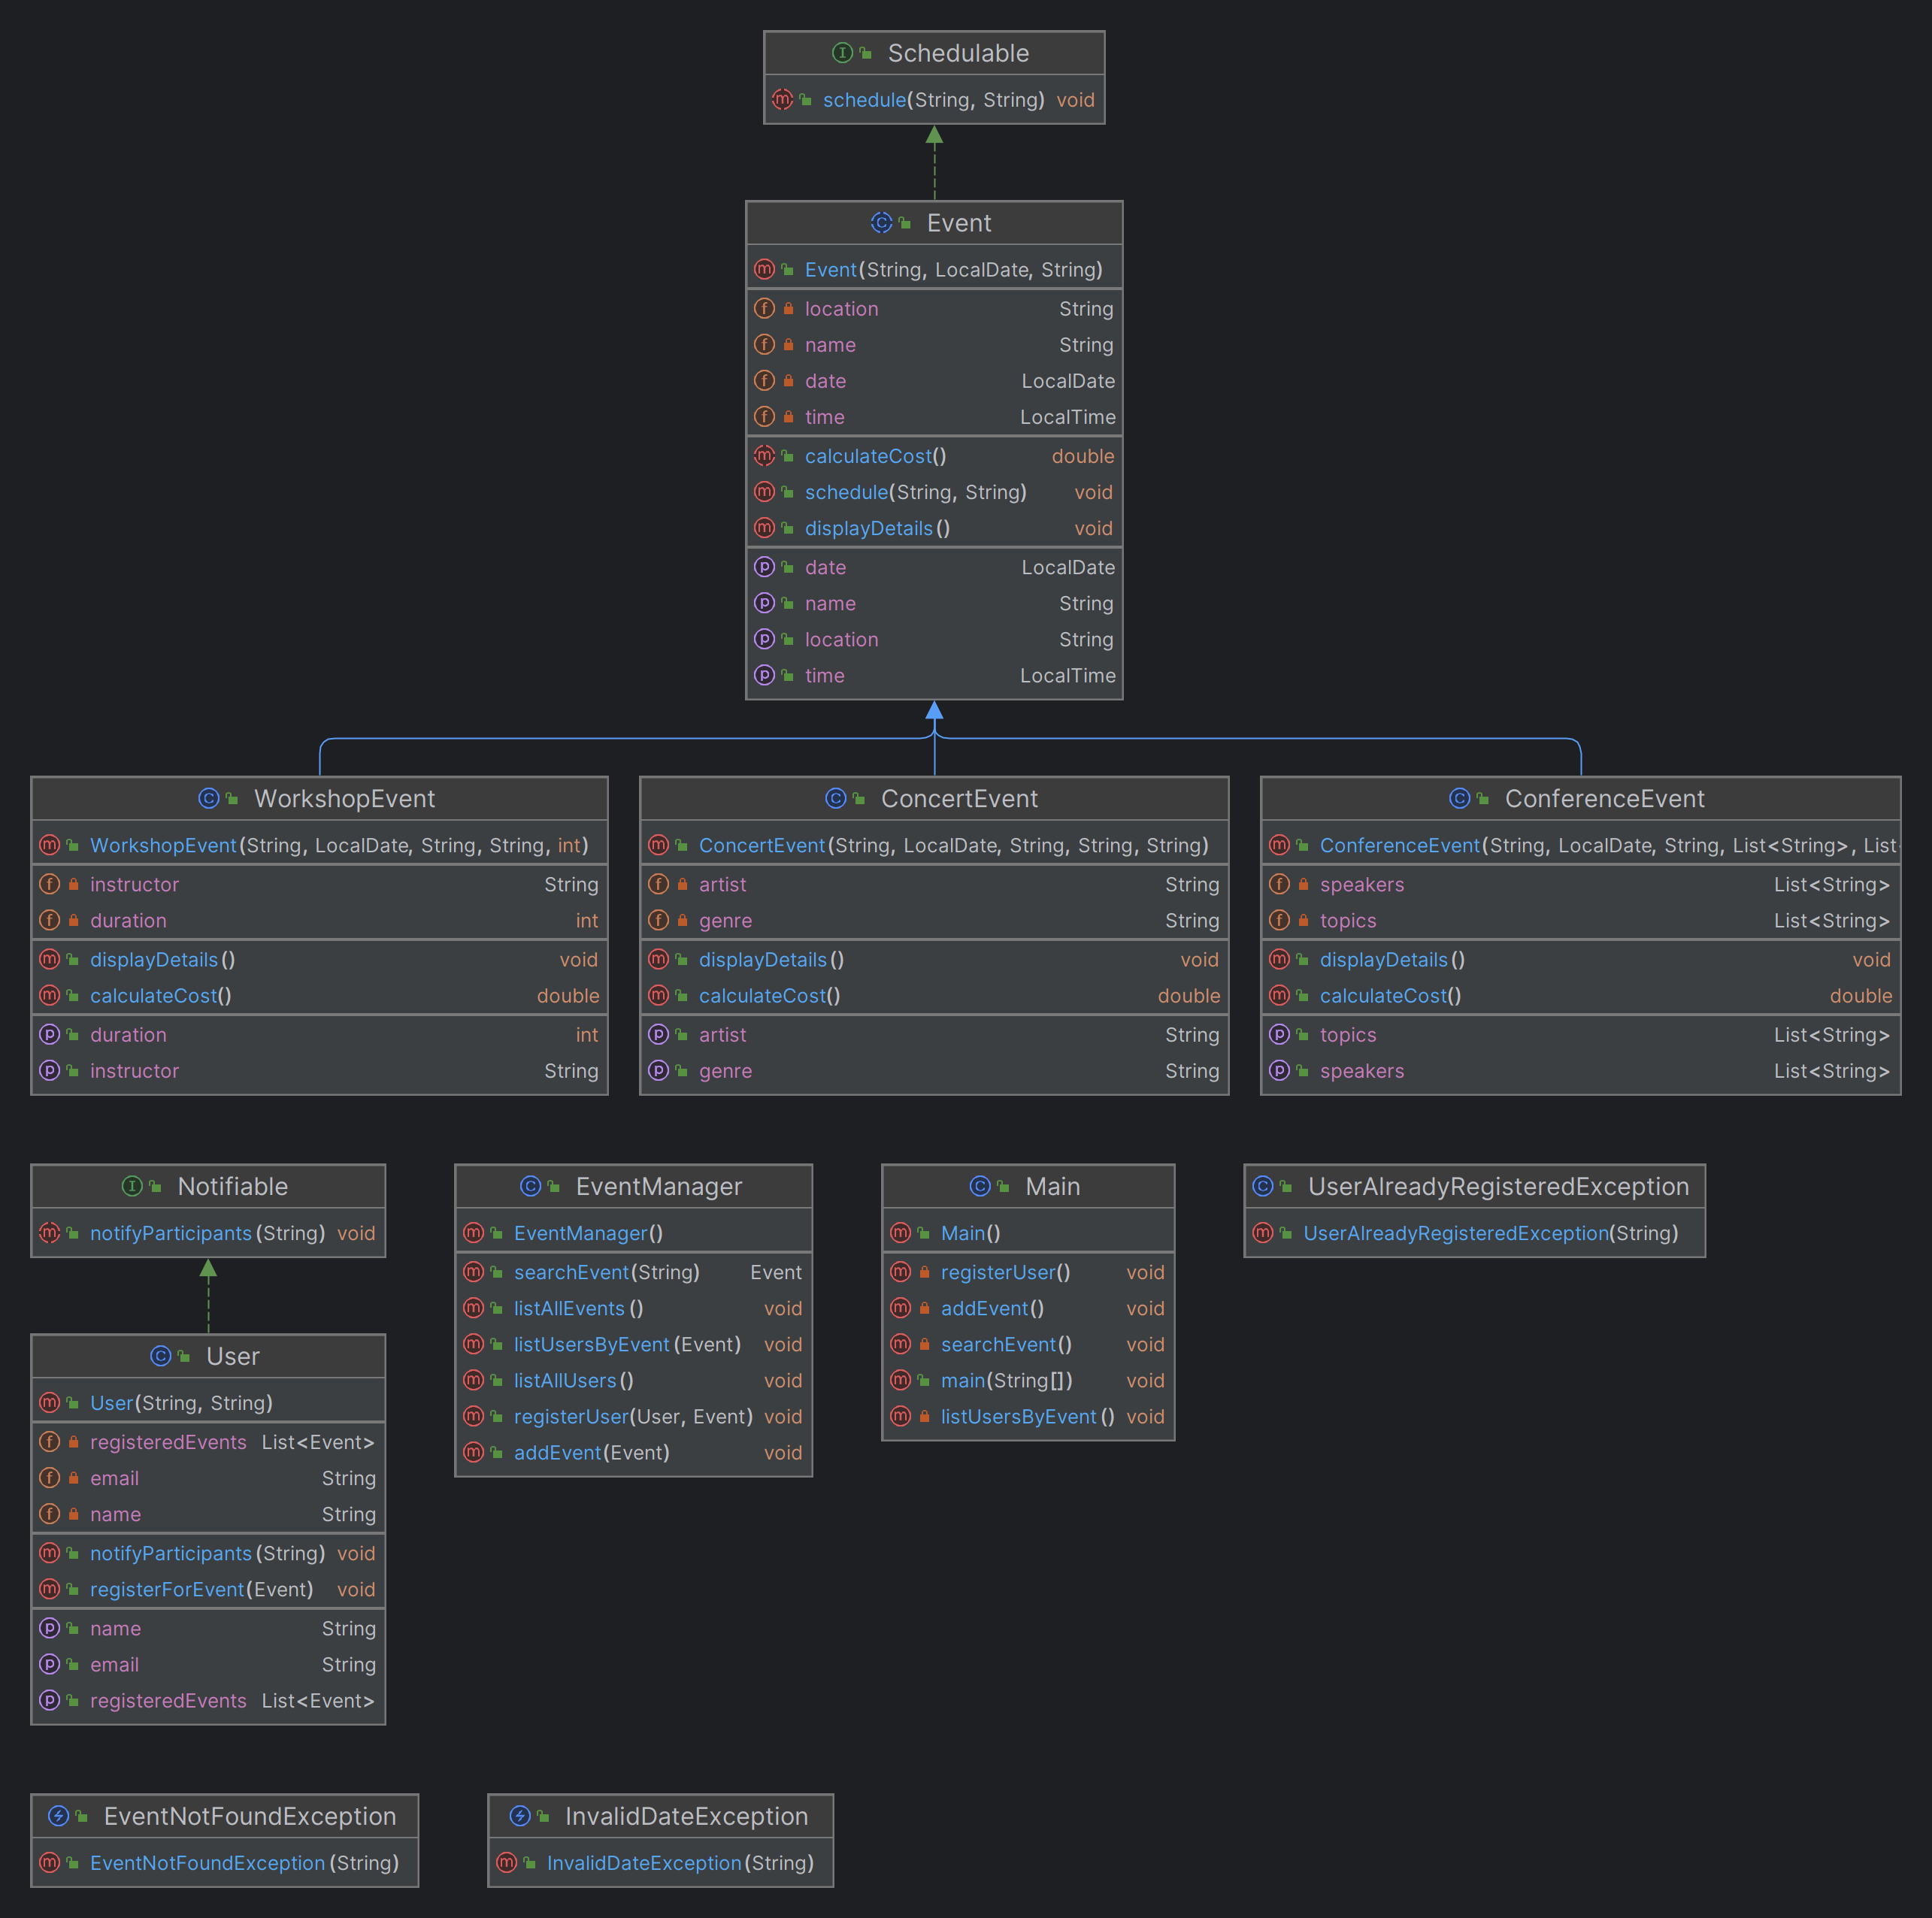 Schedulable
schedule(String, String) void
Event
Event(String, LocalDate, String)
location String
name String
date LocalDate
time LocalTime
calculateCost() double
schedule(String, String) void
displayDetails() void
date LocalDate
name String
location String
time LocalTime
WorkshopEvent
WorkshopEvent(String, LocalDate, String, String, int)
instructor String
duration int
displayDetails() void
calculateCost() double
duration int
instructor String
ConcertEvent
ConcertEvent(String, LocalDate, String, String, String)
artist String
genre String
displayDetails() void
calculateCost() double
artist String
genre String
ConferenceEvent
ConferenceEvent(String, LocalDate, String, List<String>, List
speakers List<String>
topics List<String>
displayDetails() void
calculateCost() double
topics List<String>
speakers List<String>
Notifiable
notifyParticipants(String) void
User
User(String, String)
registeredEvents List<Event>
email String
name String
notifyParticipants(String) void
registerForEvent(Event) void
name String
email String
registeredEvents List<Event>
EventManager
EventManager()
searchEvent(String) Event
listAllEvents() void
listUsersByEvent(Event) void
listAllUsers() void
registerUser(User, Event) void
addEvent(Event) void
Main
Main()
registerUser() void
addEvent() void
searchEvent() void
main(String[]) void
listUsersByEvent() void
UserAlreadyRegisteredException
UserAlreadyRegisteredException(String)
EventNotFoundException
EventNotFoundException(String)
InvalidDateException
InvalidDateException(String)